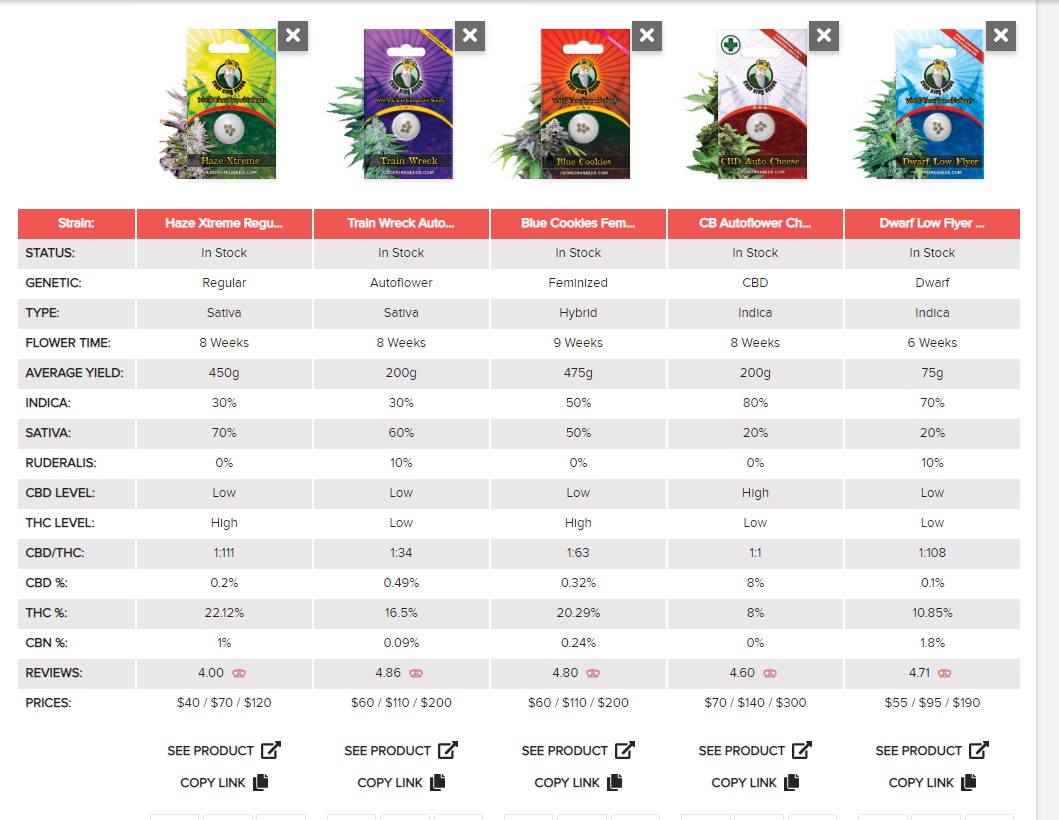 Haze Xtreme
CROPKINGSEEDS.COM
Train Wreck
CROPKINGSEEDS.COM
Blue Cookies
CROPKINGSEEDS.COM
CBD Auto Cheese
CROPKINGSEEDS.COM
Dwarf Low Flyer
CROPKINGSEEDS.COM
Strain: Haze Xtreme Regu... Train Wreck Auto... Blue Cookies Fem... CB Autoflower Ch... Dwarf Low Flyer ...
STATUS: In Stock In Stock In Stock In Stock In Stock
GENETIC: Regular Autoflower Feminized CBD Dwarf
TYPE: Sativa Sativa Hybrid Indica Indica
FLOWER TIME: 8 Weeks 8 Weeks 9 Weeks 8 Weeks 6 Weeks
AVERAGE YIELD: 450g 200g 475g 200g 75g
INDICA: 30% 30% 50% 80% 70%
SATIVA: 70% 60% 50% 20% 20%
RUDERALIS: 0% 10% 0% 0% 10%
CBD LEVEL: Low Low Low High Low
THC LEVEL: High Low High Low Low
CBD/THC: 1:111 1:34 1:63 1:1 1:108
CBD %: 0.2% 0.49% 0.32% 8% 0.1%
THC %: 22.12% 16.5% 20.29% 8% 10.85%
CBN %: 1% 0.09% 0.24% 0% 1.8%
REVIEWS: 4.00 4.86 4.80 4.60 4.71
PRICES: $40 / $70 / $120 $60 / $110 / $200 $60 / $110 / $200 $70 / $140 / $300 $55 / $95 / $190
SEE PRODUCT SEE PRODUCT SEE PRODUCT SEE PRODUCT SEE PRODUCT
COPY LINK COPY LINK COPY LINK COPY LINK COPY LINK